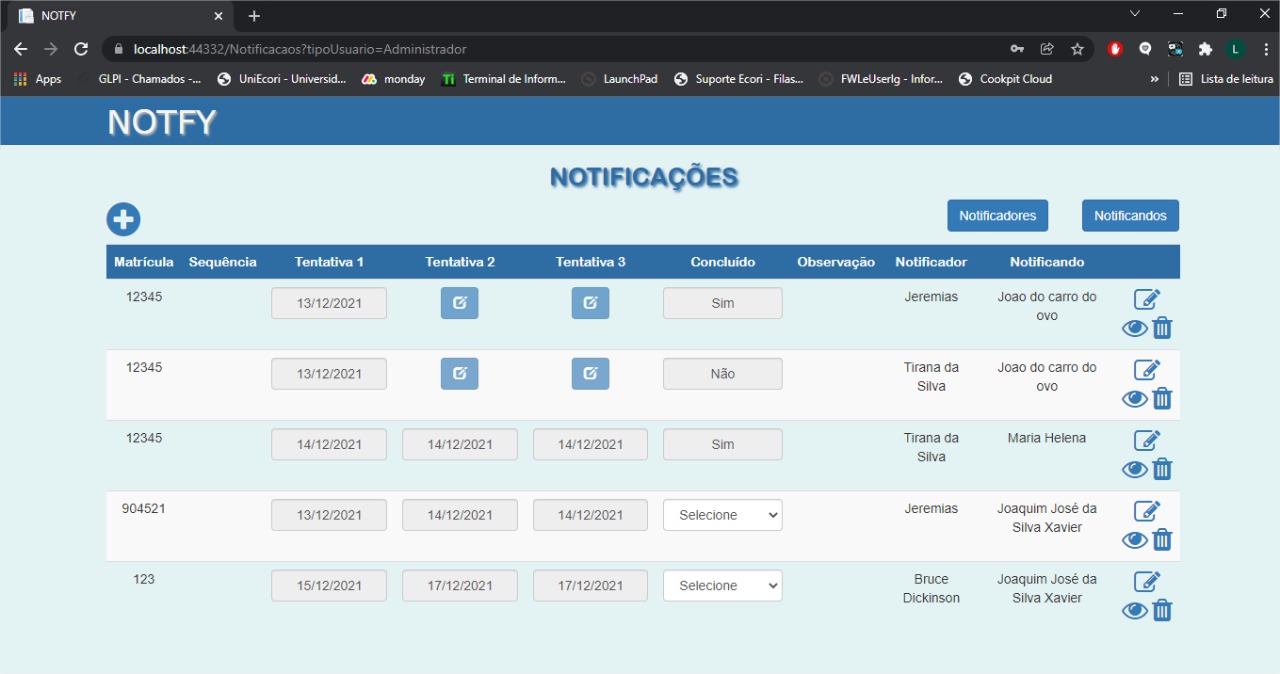 NOTFY
localhost:44332/Notificacaos?tipoUsuario=Administrador
L
Apps GLPI - Chamados -... UniEcori - Universid... monday Ti Terminal de Inform... LaunchPad Suporte Ecori - Filas... FWLeUserIg - Infor... Cookpit Cloud » Lista de leitura
NOTFY
NOTIFICAÇÕES
Notificadores Notificandos
Matrícula Sequência Tentativa 1 Tentativa 2 Tentativa 3 Concluído Observação Notificador Notificando
12345 13/12/2021 Sim Jeremias Joao do carro do
ovo
12345 13/12/2021 Não Tirana da Joao do carro do
Silva ovo
12345 14/12/2021 14/12/2021 14/12/2021 Sim Tirana da Maria Helena
Silva
904521 13/12/2021 14/12/2021 14/12/2021 Selecione Jeremias Joaquim José da
Silva Xavier
123 15/12/2021 17/12/2021 17/12/2021 Selecione Bruce Joaquim José da
Dickinson Silva Xavier